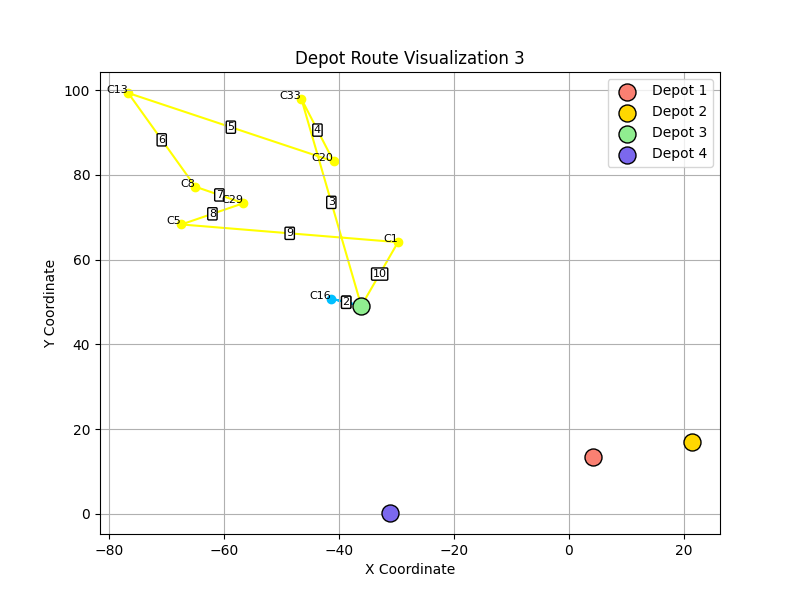 Depot Route Visualization 3
Depot 1
Depot 2
Depot 3
Depot 4
C13
C33
C20
C8
C29
C5
C1
C16
4
5
6
7
3
8
9
10
2
100
80
60
40
20
0
−80
−60
−40
−20
0
20
X Coordinate
Y Coordinate